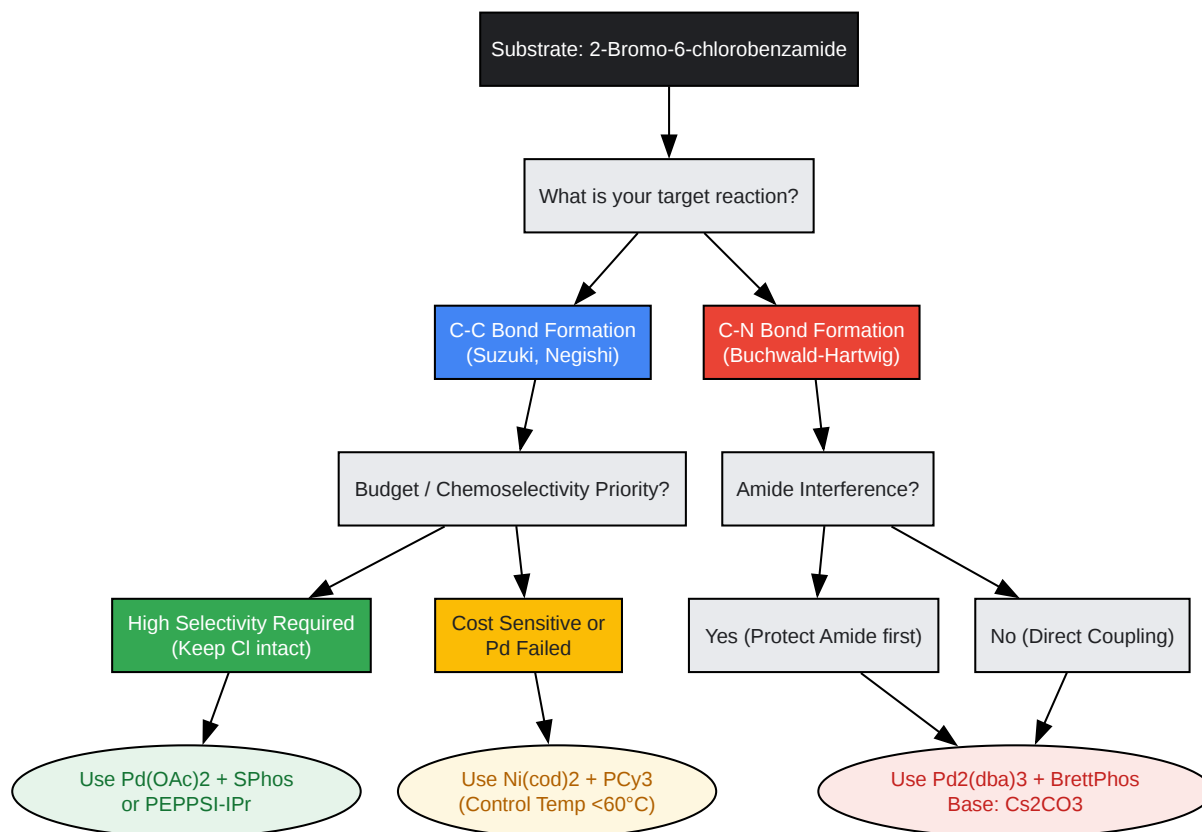 Substrate: 2-Bromo-6-chlorobenzamide
What is your target reaction?
C-C Bond Formation
(Suzuki, Negishi)
C-N Bond Formation
(Buchwald-Hartwig)
Budget / Chemoselectivity Priority?
Amide Interference?
High Selectivity Required
(Keep Cl intact)
Cost Sensitive or
Pd Failed
Yes (Protect Amide first)
No (Direct Coupling)
Use Pd(OAc)2 + SPhos
or PEPPSI-IPr
Use Ni(cod)2 + PCy3
(Control Temp <60°C)
Use Pd2(dba)3 + BrettPhos
Base: Cs2CO3